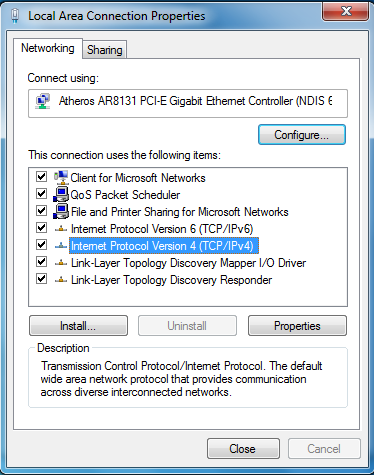 Local Area Connection Properties
Networking
Sharing
Connect using:
Atheros AR8131 PCI-E Gigabit Ethernet Controller (NDIS 6
Configure...
This connection uses the following items:
Client for Microsoft Networks
QoS Packet Scheduler
File and Printer Sharing for Microsoft Networks
Internet Protocol Version 6 (TCP/IPv6)
Internet Protocol Version 4 (TCP/IPv4)
Link-Layer Topology Discovery Mapper I/O Driver
Link-Layer Topology Discovery Responder
Install...
Uninstall
Properties
Description
Transmission Control Protocol/Internet Protocol. The default
wide area network protocol that provides communication
across diverse interconnected networks.
Close
Cancel